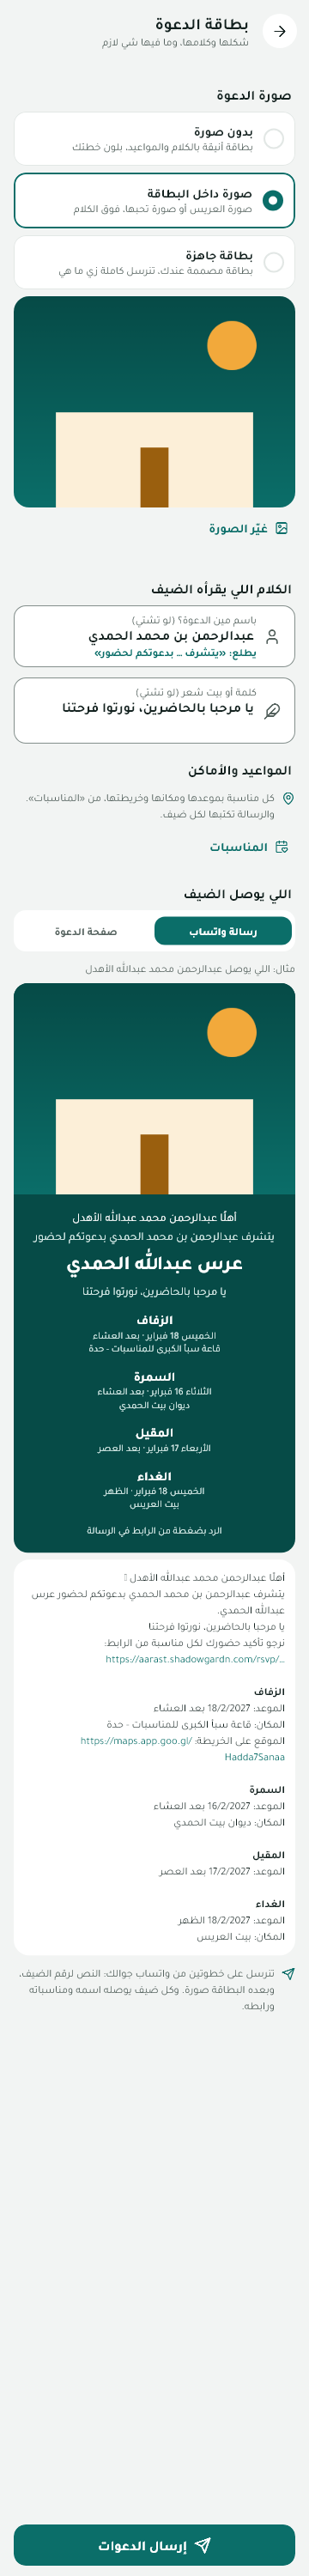 بطاقة الدعوة
شكلها وكلامها، وما فيها شي لازم
صورة الدعوة
بدون صورة
بطاقة أنيقة بالكلام والمواعيد، بلون خطتك
صورة داخل البطاقة
صورة العريس أو صورة تحبها، فوق الكلام
بطاقة جاهزة
بطاقة مصممة عندك، تنرسل كاملة زي ما هي
غيّر الصورة
الكلام اللي يقرأه الضيف
باسم مين الدعوة؟ (لو تشتي)
عبدالرحمن بن محمد الحمدي
يطلع: «يتشرف … بدعوتكم لحضور»
كلمة أو بيت شعر (لو تشتي)
يا مرحبا بالحاضرين، نورتوا فرحتنا
المواعيد والأماكن
كل مناسبة بموعدها ومكانها وخريطتها، من «المناسبات».
والرسالة تكتبها لكل ضيف.
المناسبات
اللي يوصل الضيف
رسالة واتساب
صفحة الدعوة
مثال: اللي يوصل عبدالرحمن محمد عبدالله الأهدل
أهلًا عبدالرحمن محمد عبدالله الأهدل
يتشرف عبدالرحمن بن محمد الحمدي بدعوتكم لحضور
عرس عبدالله الحمدي
يا مرحبا بالحاضرين، نورتوا فرحتنا
الزفاف
الخميس 18 فبراير · بعد العشاء
قاعة سبأ الكبرى للمناسبات - حدة
السمرة
الثلاثاء 16 فبراير · بعد العشاء
ديوان بيت الحمدي
المقيل
الأربعاء 17 فبراير · بعد العصر
الغداء
الخميس 18 فبراير · الظهر
بيت العريس
الرد بضغطة من الرابط في الرسالة
أهلًا عبدالرحمن محمد عبدالله الأهدل
يتشرف عبدالرحمن بن محمد الحمدي بدعوتكم لحضور عرس
عبدالله الحمدي.
يا مرحبا بالحاضرين، نورتوا فرحتنا
نرجو تأكيد حضورك لكل مناسبة من الرابط:
https://aarast.shadowgardn.com/rsvp/…
الزفاف
الموعد: 18/2/2027 بعد العشاء
المكان: قاعة سبأ الكبرى للمناسبات - حدة
الموقع على الخريطة: https://maps.app.goo.gl/
Hadda7Sanaa
السمرة
الموعد: 16/2/2027 بعد العشاء
المكان: ديوان بيت الحمدي
المقيل
الموعد: 17/2/2027 بعد العصر
الغداء
الموعد: 18/2/2027 الظهر
المكان: بيت العريس
تنرسل على خطوتين من واتساب جوالك: النص لرقم الضيف،
وبعده البطاقة صورة. وكل ضيف يوصله اسمه ومناسباته
ورابطه.
إرسال الدعوات